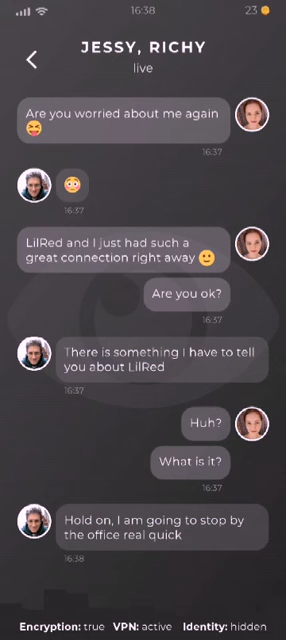 16:38
23
JESSY, RICHY
live
Are you worried about me again
😝
16:37
😳
16:37
LilRed and I just had such a
great connection right away 🙂
Are you ok?
16:37
There is something I have to tell
you about LilRed
16:37
Huh?
What is it?
16:37
Hold on, I am going to stop by
the office real quick
16:38
Encryption: true VPN: active Identity: hidden